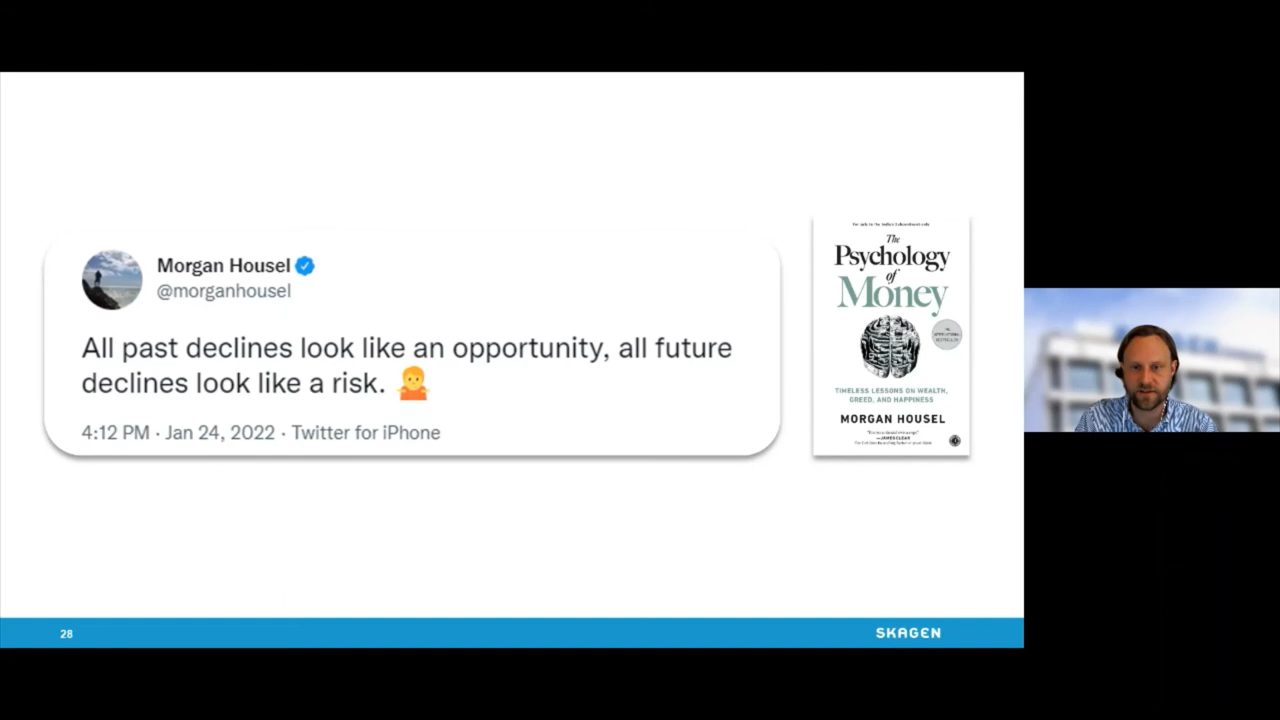 Morgan Housel
@morganhousel
All past declines look like an opportunity, all future
declines look like a risk. 🤷
4:12 PM · Jan 24, 2022 · Twitter for iPhone
The
Psychology
of
Money
TIMELESS LESSONS ON WEALTH,
GREED, AND HAPPINESS
MORGAN HOUSEL
—JAMES CLEAR
28
SKAGEN